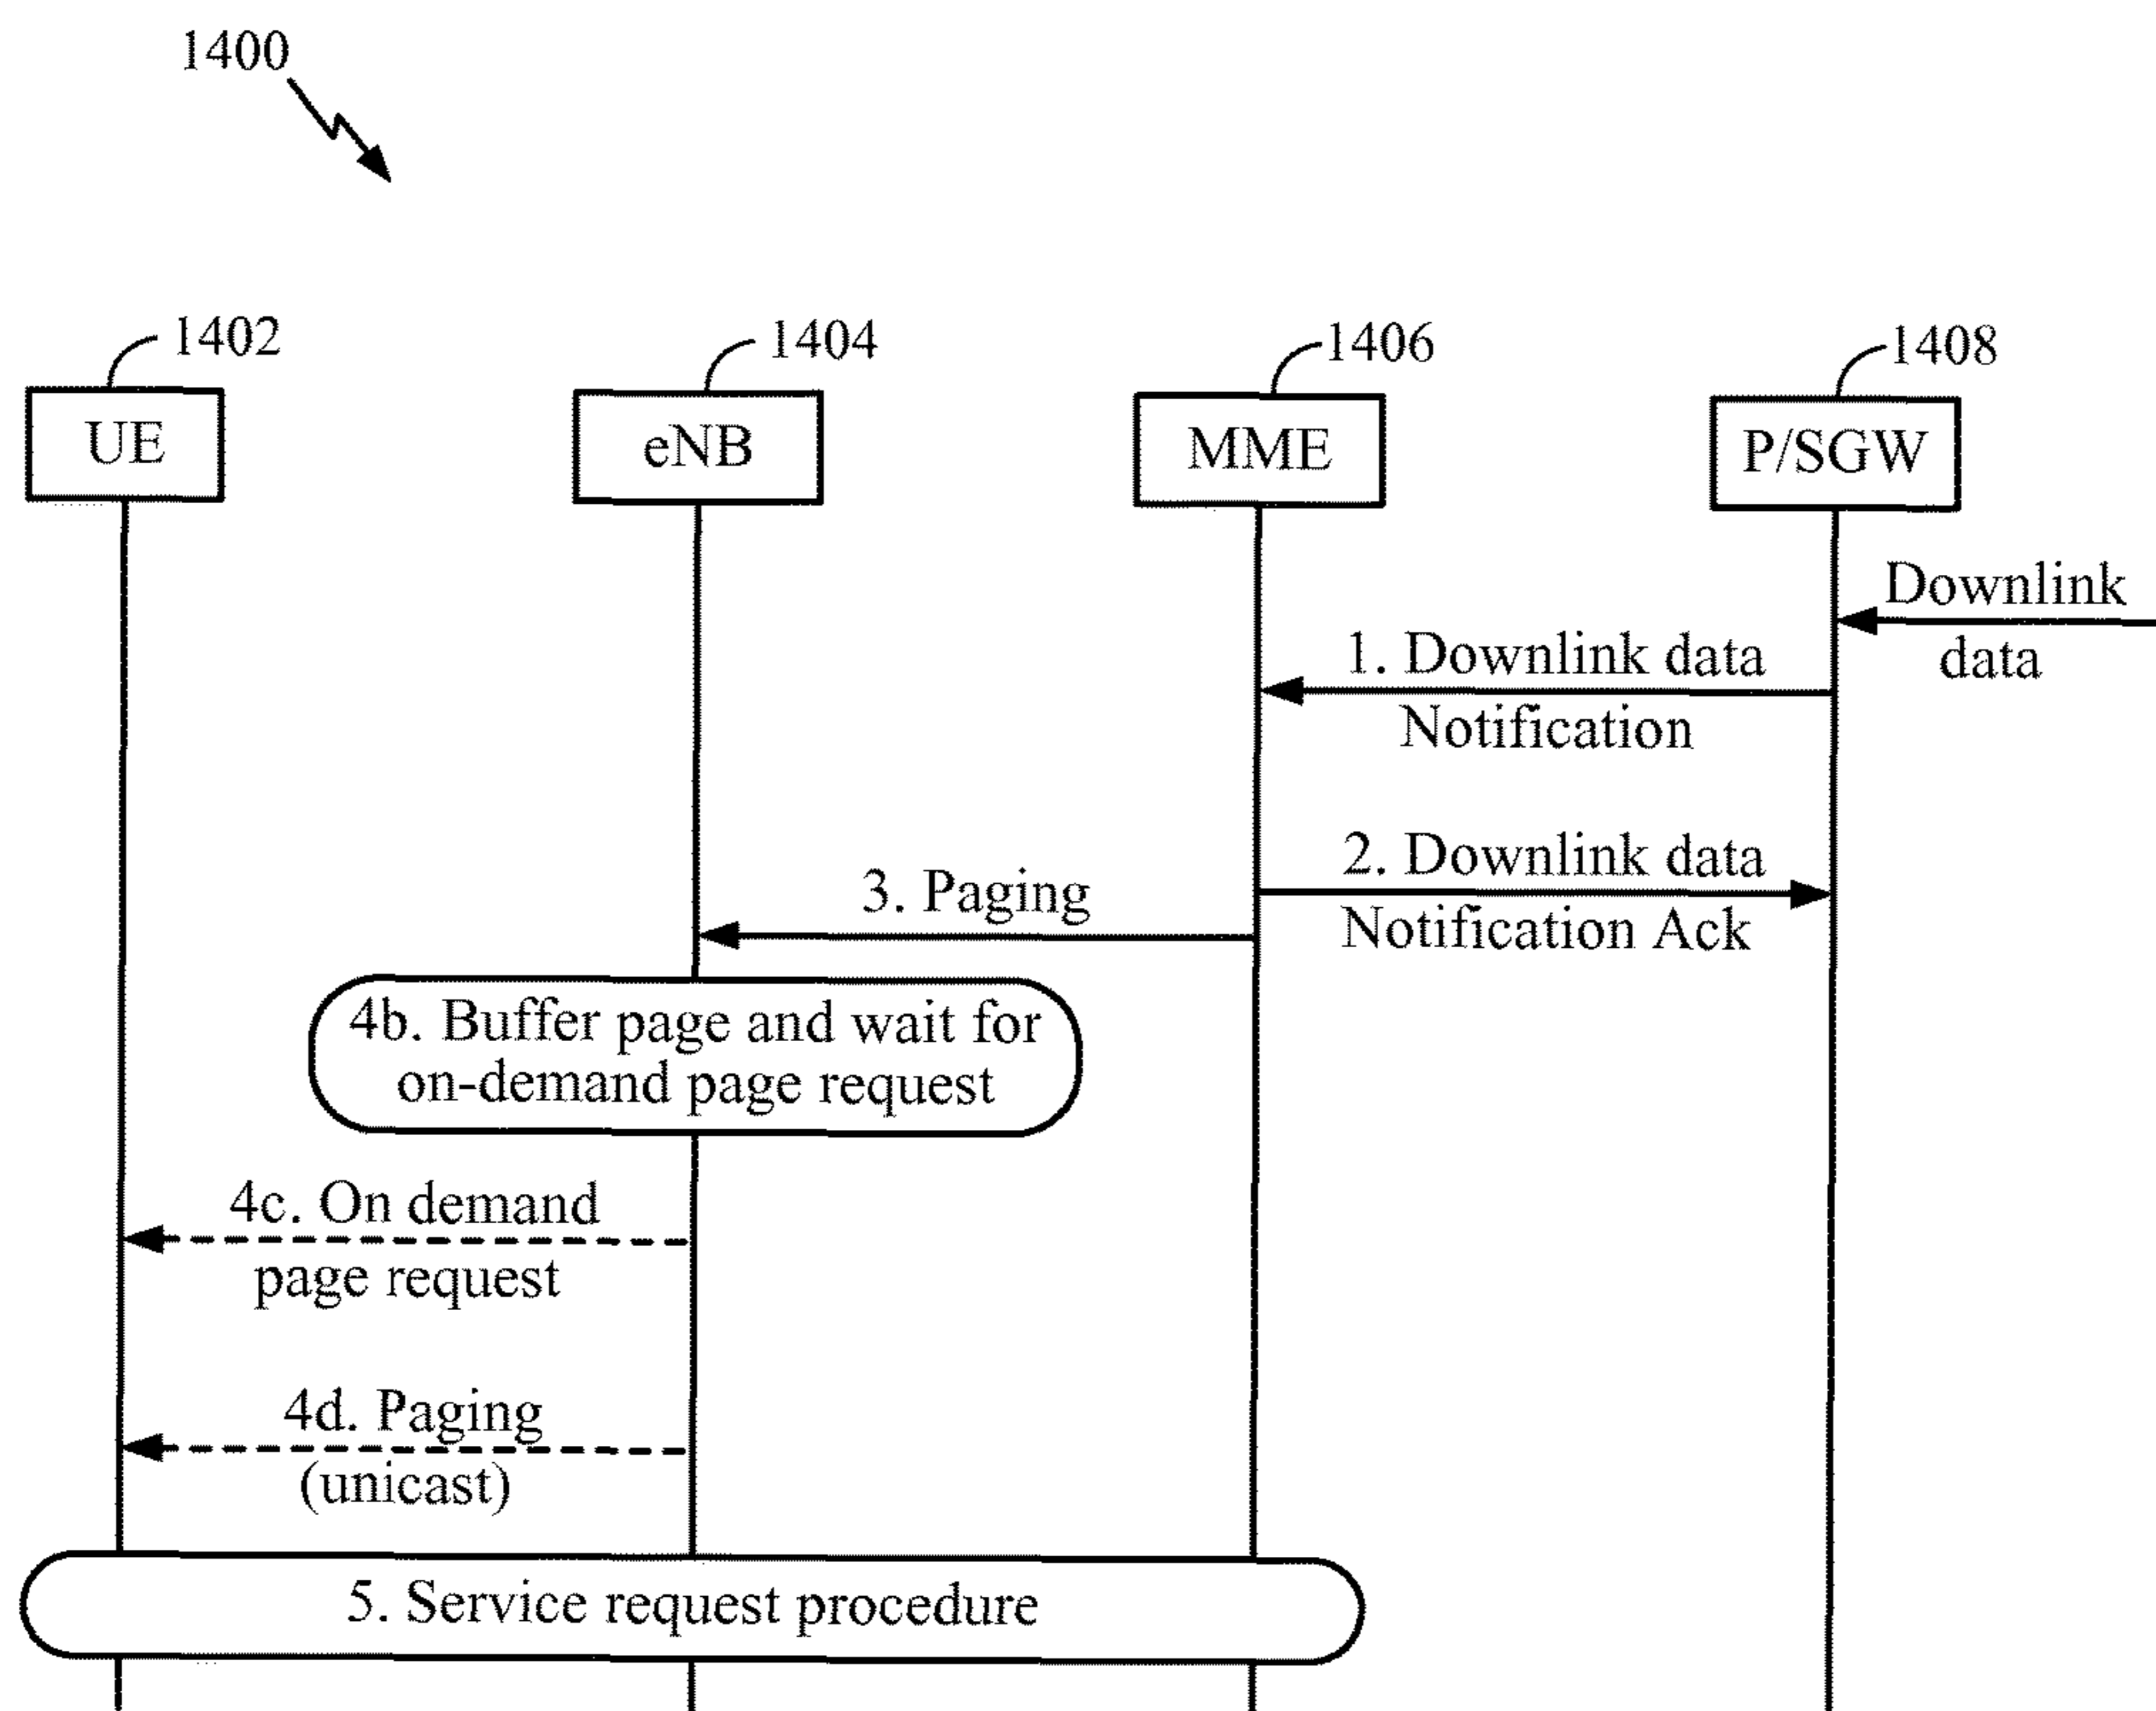 1400
1402
1404
1406
1408
UE
eNB
MME
P/SGW
Downlink
data
1. Downlink data
Notification
2. Downlink data
Notification Ack
3. Paging
4b. Buffer page and wait for
on-demand page request
4c. On demand
page request
4d. Paging
(unicast)
5. Service request procedure